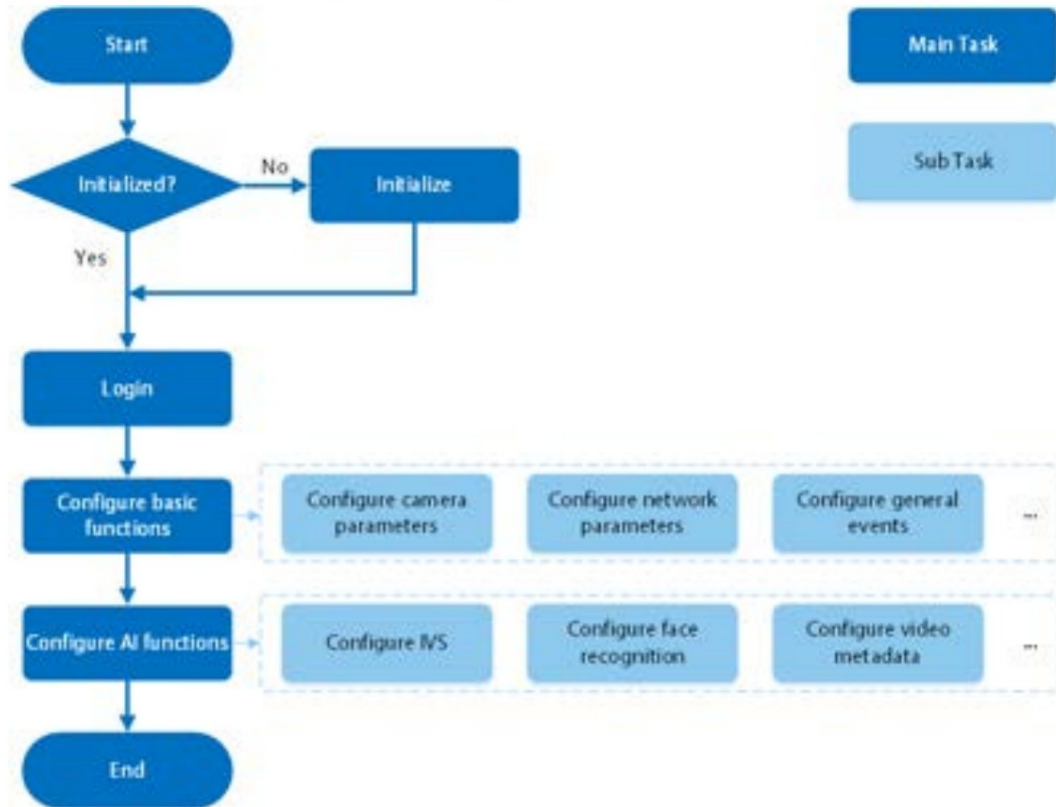 Start
Main Task
Initialized?
No
Initialize
Sub Task
Yes
Login
Configure basic
functions
Configure camera
parameters
Configure network
parameters
Configure general
events
...
Configure AI functions
Configure IVS
Configure face
recognition
Configure video
metadata
...
End